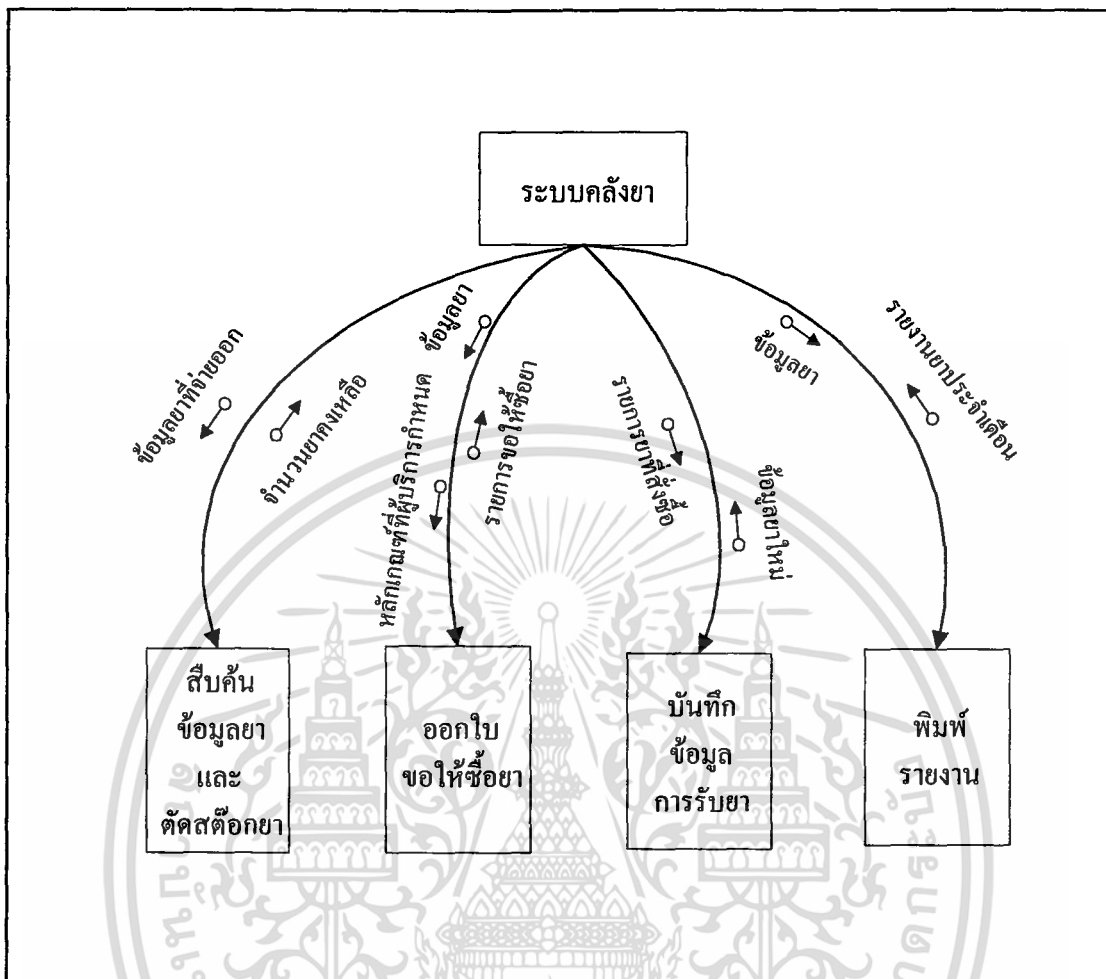 ระบบคลังยา
ข้อมูลยาที่จ่ายออก
จำนวนยาคงเหลือ
ข้อมูลยา
หลักเกณฑ์ที่ผู้บริการกำหนด
รายการขอให้ซื้อยา
รายการยาที่สั่งซื้อ
ข้อมูลยาใหม่
ข้อมูลยา
รายงานยาประจำเดือน
สืบค้น
ข้อมูลยา
และ
ตัดสต๊อกยา
ออกใบ
ขอให้ซื้อยา
บันทึก
ข้อมูล
การรับยา
พิมพ์
รายงาน